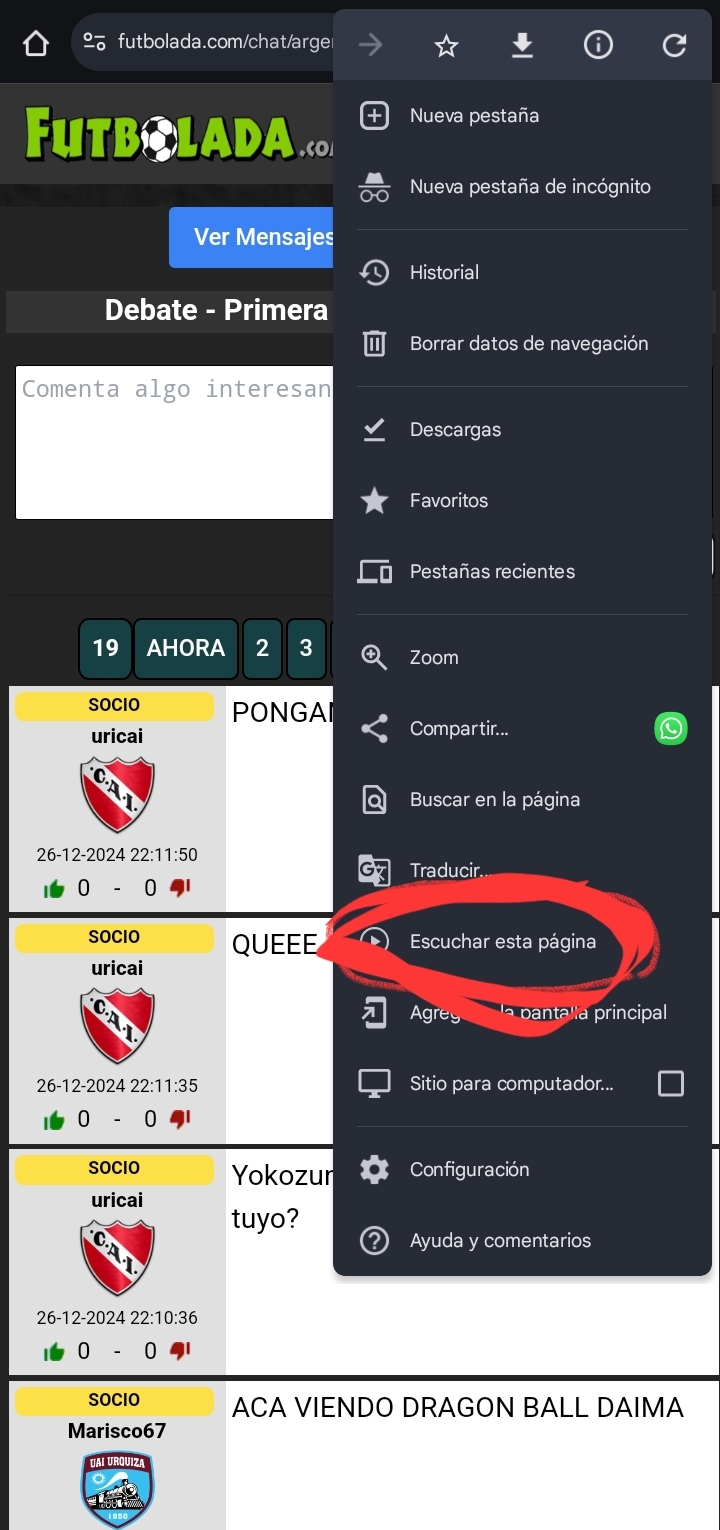 futbolada.com/chat/arge
FUTBOLADA.CO
Ver Mensajes
Debate - Primera
Comenta algo interesan
19 AHORA 2 3
SOCIO
uricai
C.A.I.
26-12-2024 22:11:50
0 - 0
PONGAN
SOCIO
uricai
C.A.I.
26-12-2024 22:11:35
0 - 0
QUEEE
SOCIO
uricai
C.A.I.
26-12-2024 22:10:36
0 - 0
Yokozun
tuyo?
SOCIO
Marisco67
UAI URQUIZA
1950
ACA VIENDO DRAGON BALL DAIMA
Nueva pestaña
Nueva pestaña de incógnito
Historial
Borrar datos de navegación
Descargas
Favoritos
Pestañas recientes
Zoom
Compartir...
Buscar en la página
Traducir...
Escuchar esta página
la pantalla principal
Sitio para computador...
Configuración
Ayuda y comentarios